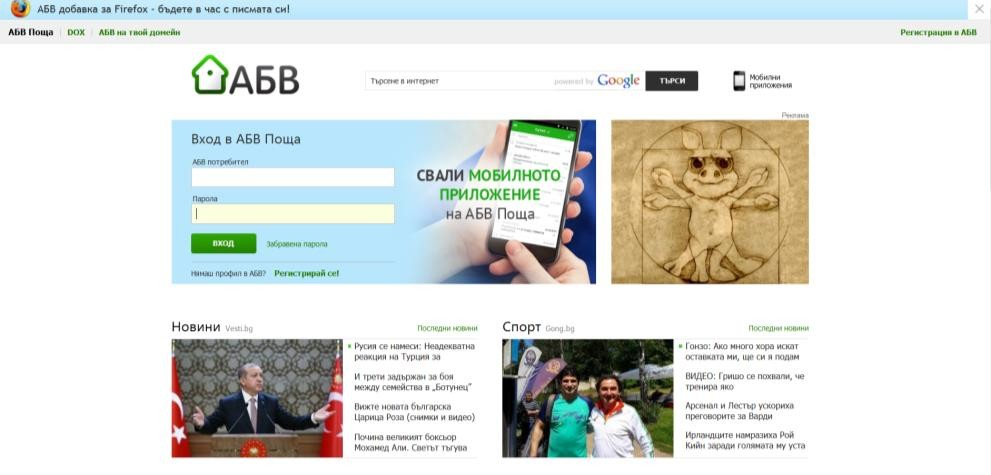 АБВ добавка за Firefox - бъдете в час с писмата си!
АБВ Поща
DOX
АБВ на твой домейн
Регистрация в АБВ
АБВ
Търсене в интернет
powered by Google
ТЪРСИ
Мобилни
приложения
Реклама
Вход в АБВ Поща
АБВ потребител
Парола
ВХОД
Забравена парола
Нямаш профил в АБВ? Регистрирай се!
СВАЛИ МОБИЛНОТО
ПРИЛОЖЕНИЕ
на АБВ Поща
Новини Vesti.bg
Последни новини
Русия се намеси: Неадекватна
реакция на Турция за
И трети задържан за боя
между семейства в „Ботунец”
Вижте новата българска
Царица Роза (снимки и видео)
Почина великият боксьор
Мохамед Али. Светът тъгува
Спорт Gong.bg
Последни новини
Гонзо: Ако много хора искат
оставката ми, ще си я подам
ВИДЕО: Гришо се похвали, че
тренира яко
Арсенал и Лестър ускориха
преговорите за Варди
Ирландците намразиха Рой
Кийн заради голямата му уста